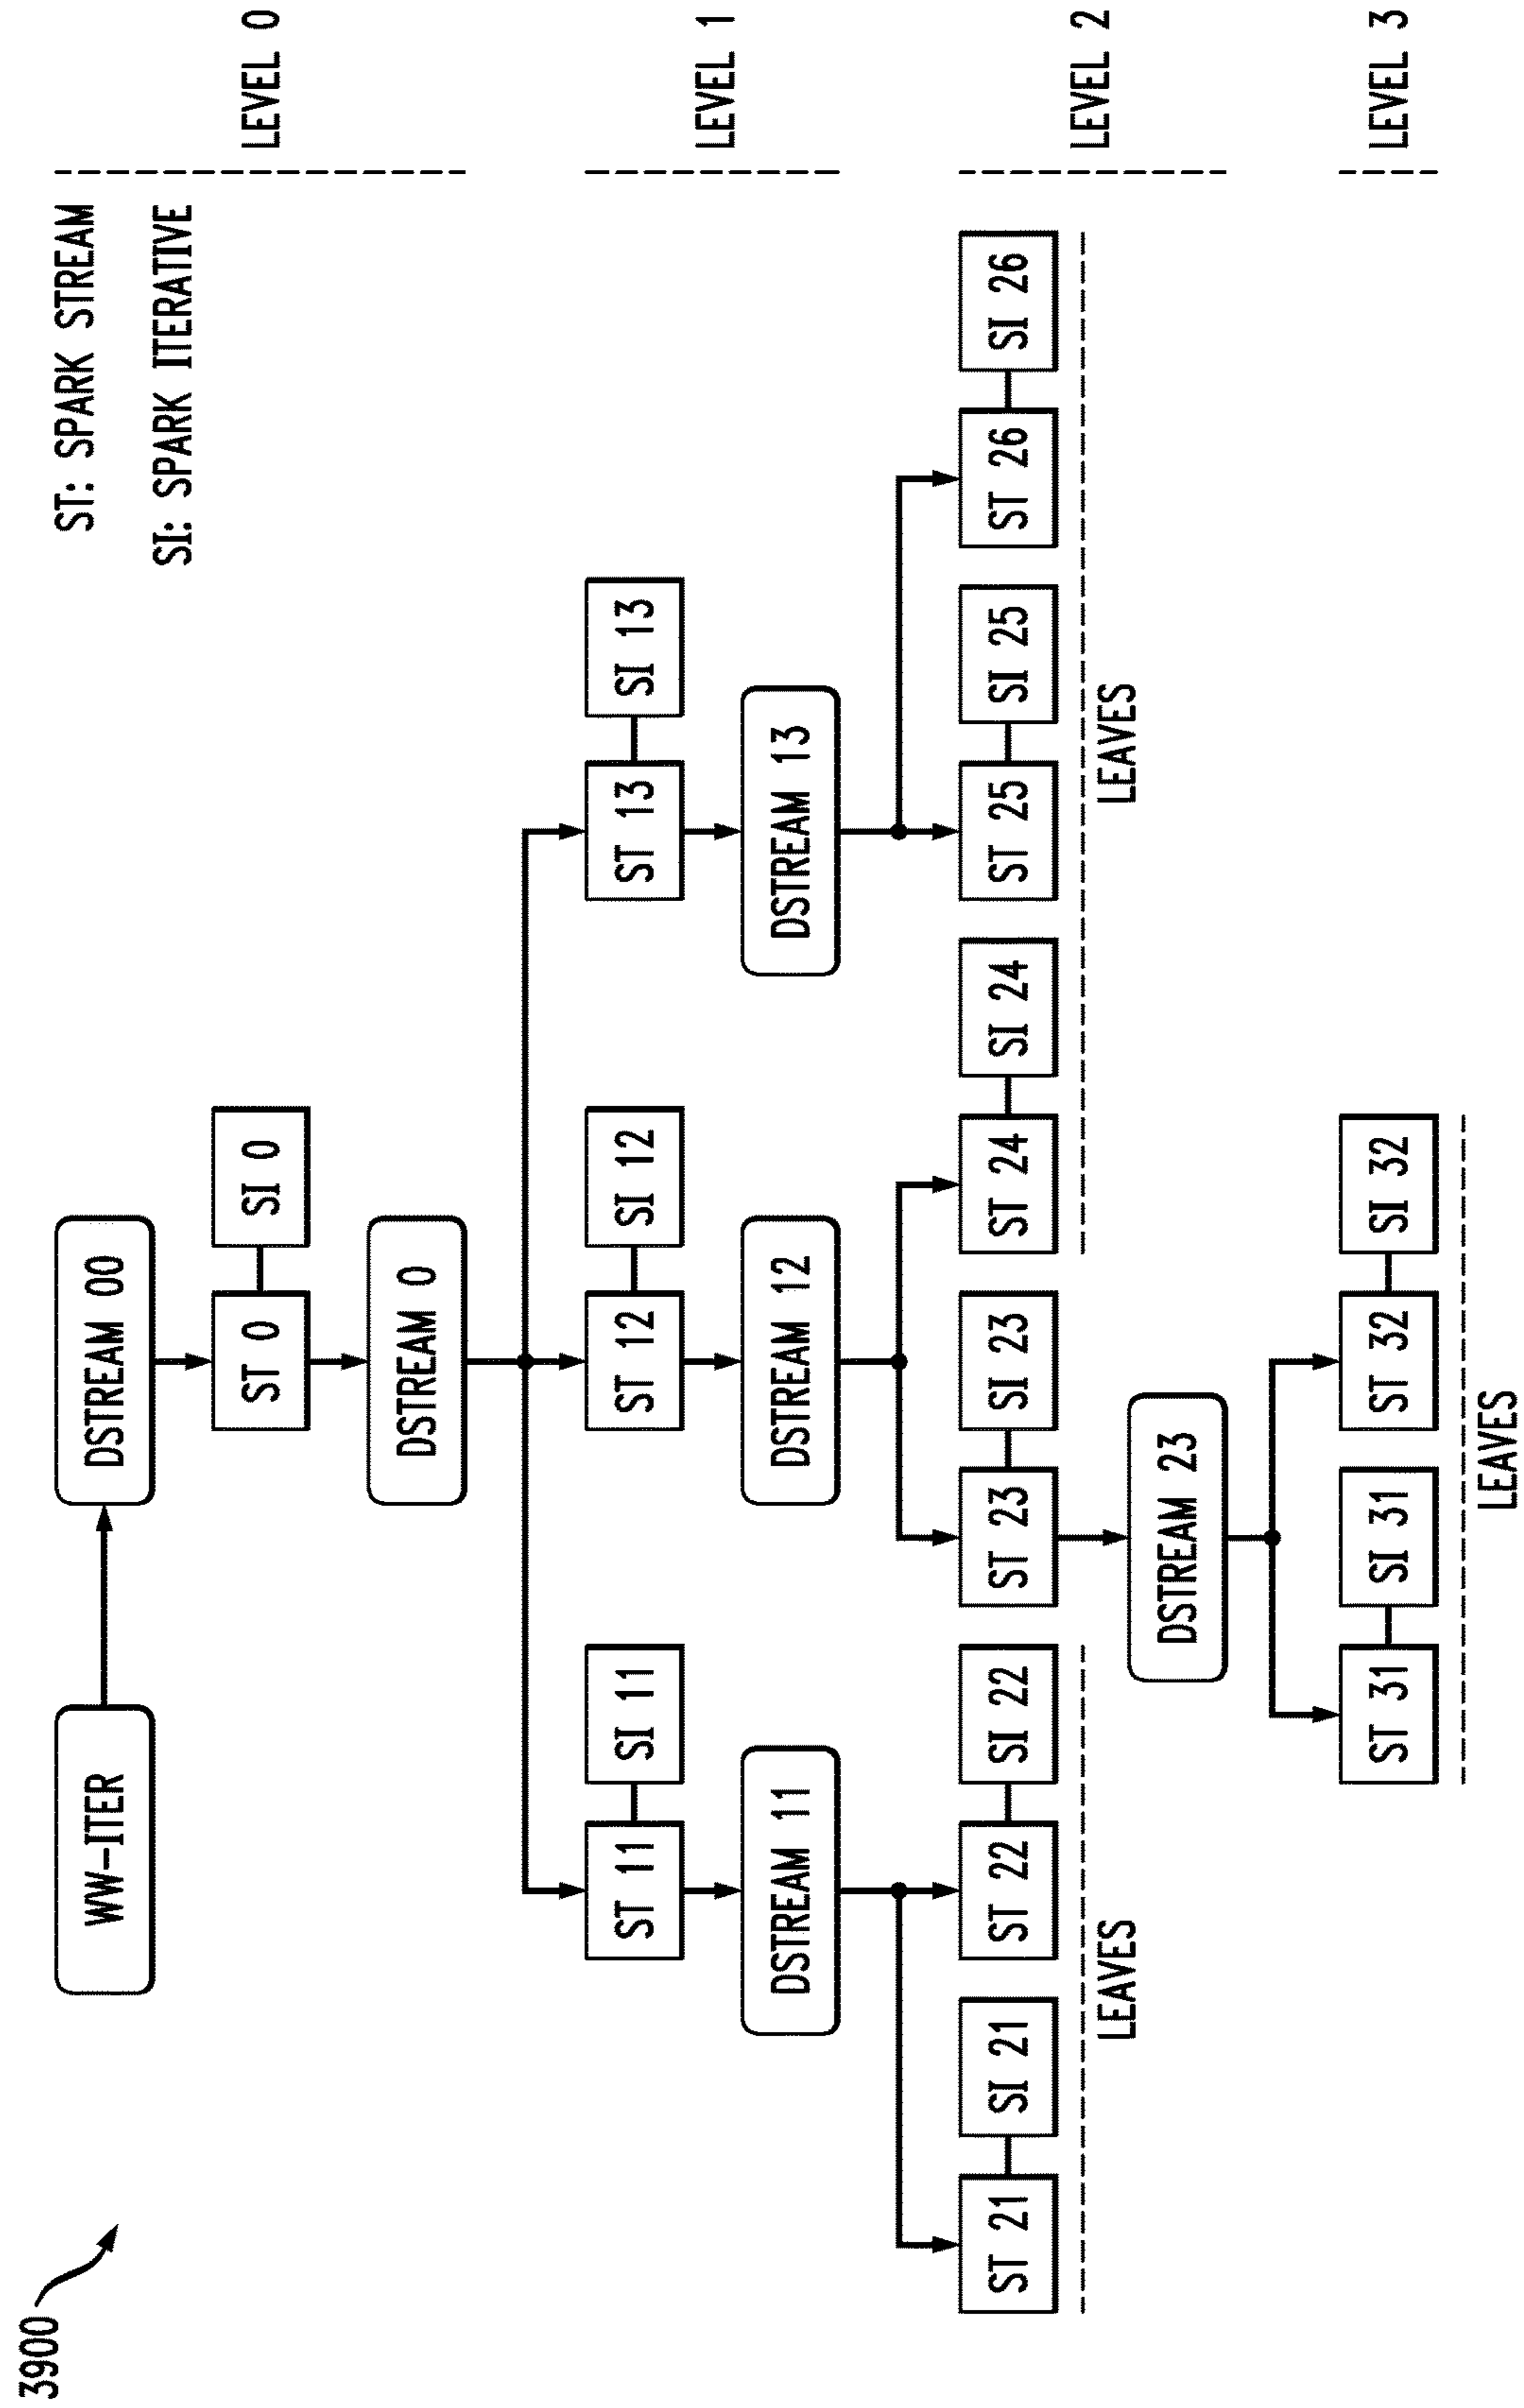 3900
ST: SPARK STREAM
SI: SPARK ITERATIVE
WW-ITER
DSTREAM 00
ST 0
SI 0
DSTREAM 0
LEVEL 0
ST 11
SI 11
ST 12
SI 12
ST 13
SI 13
DSTREAM 11
DSTREAM 12
DSTREAM 13
LEVEL 1
ST 21
SI 21
ST 22
SI 22
ST 23
SI 23
ST 24
SI 24
ST 25
SI 25
ST 26
SI 26
LEAVES
LEAVES
DSTREAM 23
LEVEL 2
ST 31
SI 31
ST 32
SI 32
LEAVES
LEVEL 3